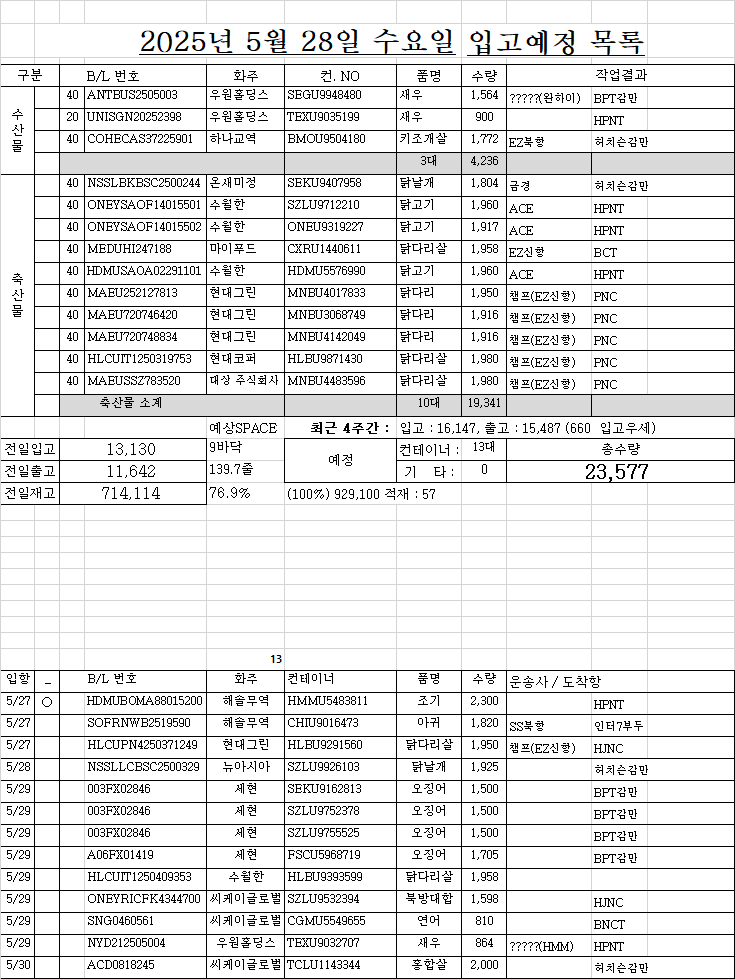 2025년 5월 28일 수요일 입고예정 목록
구분 B/L 번호 화주 컨. NO 품명 수량 작업결과
수산물
40 ANTBUS2505003 우원홀딩스 SEGU9948480 새우 1,564 ?????(완하이) BPT감만
20 UNISGN20252398 우원홀딩스 TEXU9035199 새우 900 HPNT
40 COHECAS37225901 하나교역 BMOU9504180 키조개살 1,772 EZ북항 허치슨감만
3대 4,236
축산물
40 NSSLBKBSC2500244 온새미정 SEKU9407958 닭날개 1,804 금경 허치슨감만
40 ONEYSAOF14015501 수월한 SZLU9712210 닭고기 1,960 ACE HPNT
40 ONEYSAOF14015502 수월한 ONEU9319227 닭고기 1,917 ACE HPNT
40 MEDUHI247188 마이푸드 CXRU1440611 닭다리살 1,958 EZ신항 BCT
40 HDMUSAOA02291101 수월한 HDMU5576990 닭고기 1,960 ACE HPNT
40 MAEU252127813 현대그린 MNBU4017833 닭다리 1,950 캠프(EZ신항) PNC
40 MAEU720746420 현대그린 MNBU3068749 닭다리 1,916 캠프(EZ신항) PNC
40 MAEU720748834 현대그린 MNBU4142049 닭다리 1,916 캠프(EZ신항) PNC
40 HLCUIT1250319753 현대코퍼 HLBU9871430 닭다리살 1,980 캠프(EZ신항) PNC
40 MAEUSSZ783520 대상 주식회사 MNBU4483596 닭다리살 1,980 캠프(EZ신항) PNC
축산물 소계 10대 19,341
예상SPACE 최근 4주간 : 입고 : 16,147, 출고 : 15,487 (660 입고우세)
전일입고 13,130 9바닥 예정 컨테이너 : 13대 총수량
전일출고 11,642 139.7줄 기 타 : 0 23,577
전일재고 714,114 76.9% (100%) 929,100 적재 : 57
13
입항 _ B/L 번호 화주 컨테이너 품명 수량 운송사 / 도착항
5/27 ○ HDMUBOMA88015200 해솔무역 HMMU5483811 조기 2,300 HPNT
5/27 SOFRNWB2519590 해솔무역 CHIU9016473 아귀 1,820 SS북항 인터7부두
5/27 HLCUPN4250371249 현대그린 HLBU9291560 닭다리살 1,950 캠프(EZ신항) HJNC
5/28 NSSLLCBSC2500329 뉴아시아 SZLU9926103 닭날개 1,925 허치슨감만
5/29 003FX02846 세현 SEKU9162813 오징어 1,500 BPT감만
5/29 003FX02846 세현 SZLU9752378 오징어 1,500 BPT감만
5/29 003FX02846 세현 SZLU9755525 오징어 1,500 BPT감만
5/29 A06FX01419 세현 FSCU5968719 오징어 1,705 BPT감만
5/29 HLCUIT1250409353 수월한 HLBU9393599 닭다리살 1,958
5/29 ONEYRICFK4344700 씨케이글로벌 SZLU9532394 북방대합 1,598 HJNC
5/29 SNG0460561 씨케이글로벌 CGMU5549655 연어 810 BNCT
5/29 NYD212505004 우원홀딩스 TEXU9032707 새우 864 ?????(HMM) HPNT
5/30 ACD0818245 씨케이글로벌 TCLU1143344 홍합살 2,000 허치슨감만